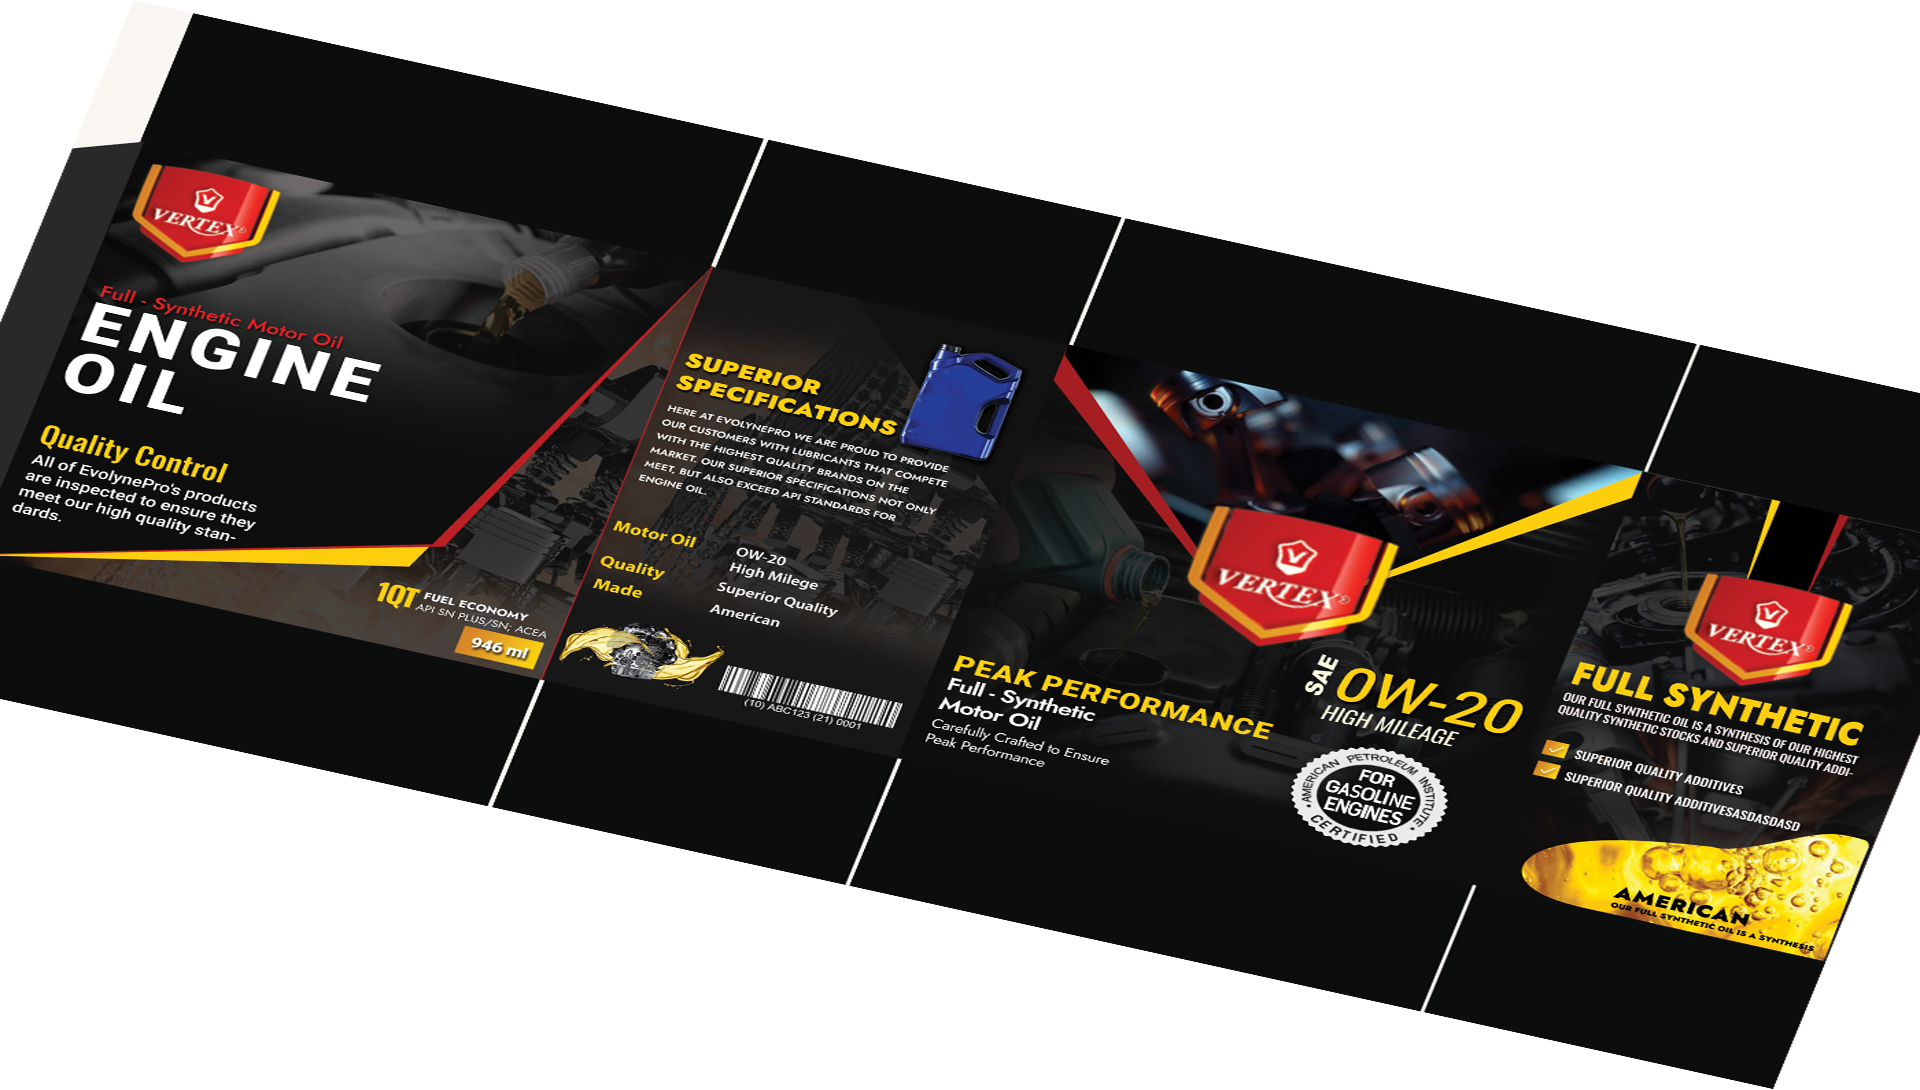 VERTEX®
Full - Synthetic Motor Oil
ENGINE
OIL
Quality Control
All of EvolynePro's products
are inspected to ensure they
meet our high quality stan-
dards.
1QT FUEL ECONOMY
API SN PLUS/SN; ACEA
946 ml
SUPERIOR
SPECIFICATIONS
HERE AT EVOLYNEPRO WE ARE PROUD TO PROVIDE
OUR CUSTOMERS WITH LUBRICANTS THAT COMPETE
WITH THE HIGHEST QUALITY BRANDS ON THE
MARKET. OUR SUPERIOR SPECIFICATIONS NOT ONLY
MEET, BUT ALSO EXCEED API STANDARDS FOR
ENGINE OIL.
Motor Oil
OW-20
High Milege
Quality
Superior Quality
Made
American
(10) ABC123 (21) 0001
VERTEX®
PEAK PERFORMANCE
Full - Synthetic
Motor Oil
Carefully Crafted to Ensure
Peak Performance
SAE
0W-20
HIGH MILEAGE
AMERICAN PETROLEUM INSTITUTE
FOR
GASOLINE
ENGINES
CERTIFIED
VERTEX®
FULL SYNTHETIC
OUR FULL SYNTHETIC OIL IS A SYNTHESIS OF OUR HIGHEST
QUALITY SYNTHETIC STOCKS AND SUPERIOR QUALITY ADDI-
SUPERIOR QUALITY ADDITIVES
SUPERIOR QUALITY ADDITIVESASDASDASD
AMERICAN
OUR FULL SYNTHETIC OIL IS A SYNTHESIS